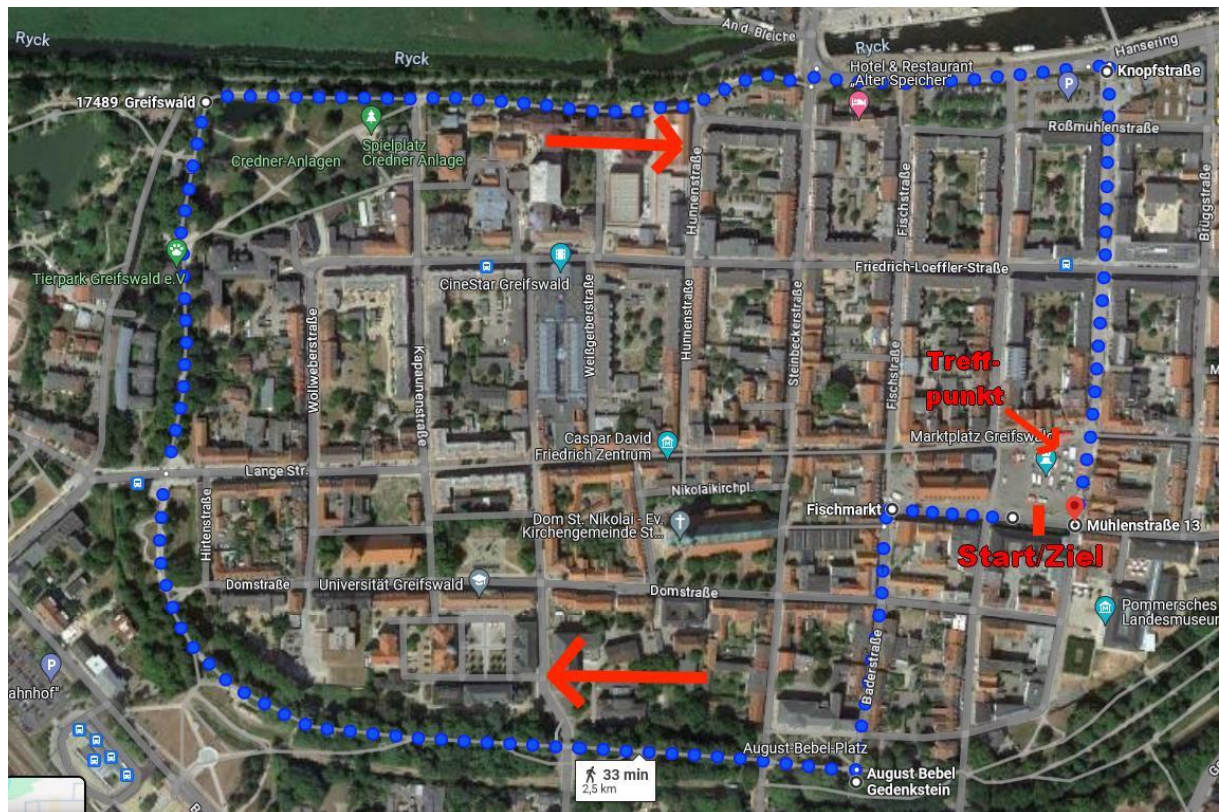 An d. Bleiche
Ryck
Ryck
Ryck
Hansering
Hotel & Restaurant
„Alter Speicher"
P
Knopfstraße
17489 Greifswald
Spielplatz
Credner Anlage
Credner-Anlagen
Roßmühlenstraße
Hunnenstraße
Fischstraße
Brüggstraße
Tierpark Greifswald e.V
CineStar Greifswald
Friedrich-Loeffler-Straße
Wollweberstraße
Kapaunenstraße
Weißgerberstraße
Hunnenstraße
Steinbeckerstraße
Fischstraße
Treff-
punkt
M
Marktplatz Greifswald
Caspar David
Friedrich Zentrum
Lange Str.
Nikolaikirchpl.
Fischmarkt
Mühlenstraße 13
Dom St. Nikolai - Ev.
Kirchengemeinde St...
Start/Ziel
Hirtenstraße
Domstraße
Universität Greifswald
Domstraße
Pommersches
Landesmuseum
Baderstraße
P
ahnhof"
August-Bebel-Platz
August Bebel
Gedenkstein
33 min
2,5 km
B